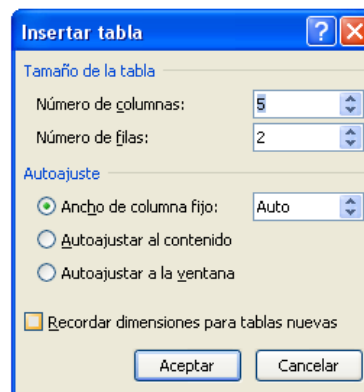 Insertar tabla
Tamaño de la tabla
Número de columnas: 5
Número de filas: 2
Autoajuste
Ancho de columna fijo: Auto
Autoajustar al contenido
Autoajustar a la ventana
Recordar dimensiones para tablas nuevas
Aceptar Cancelar